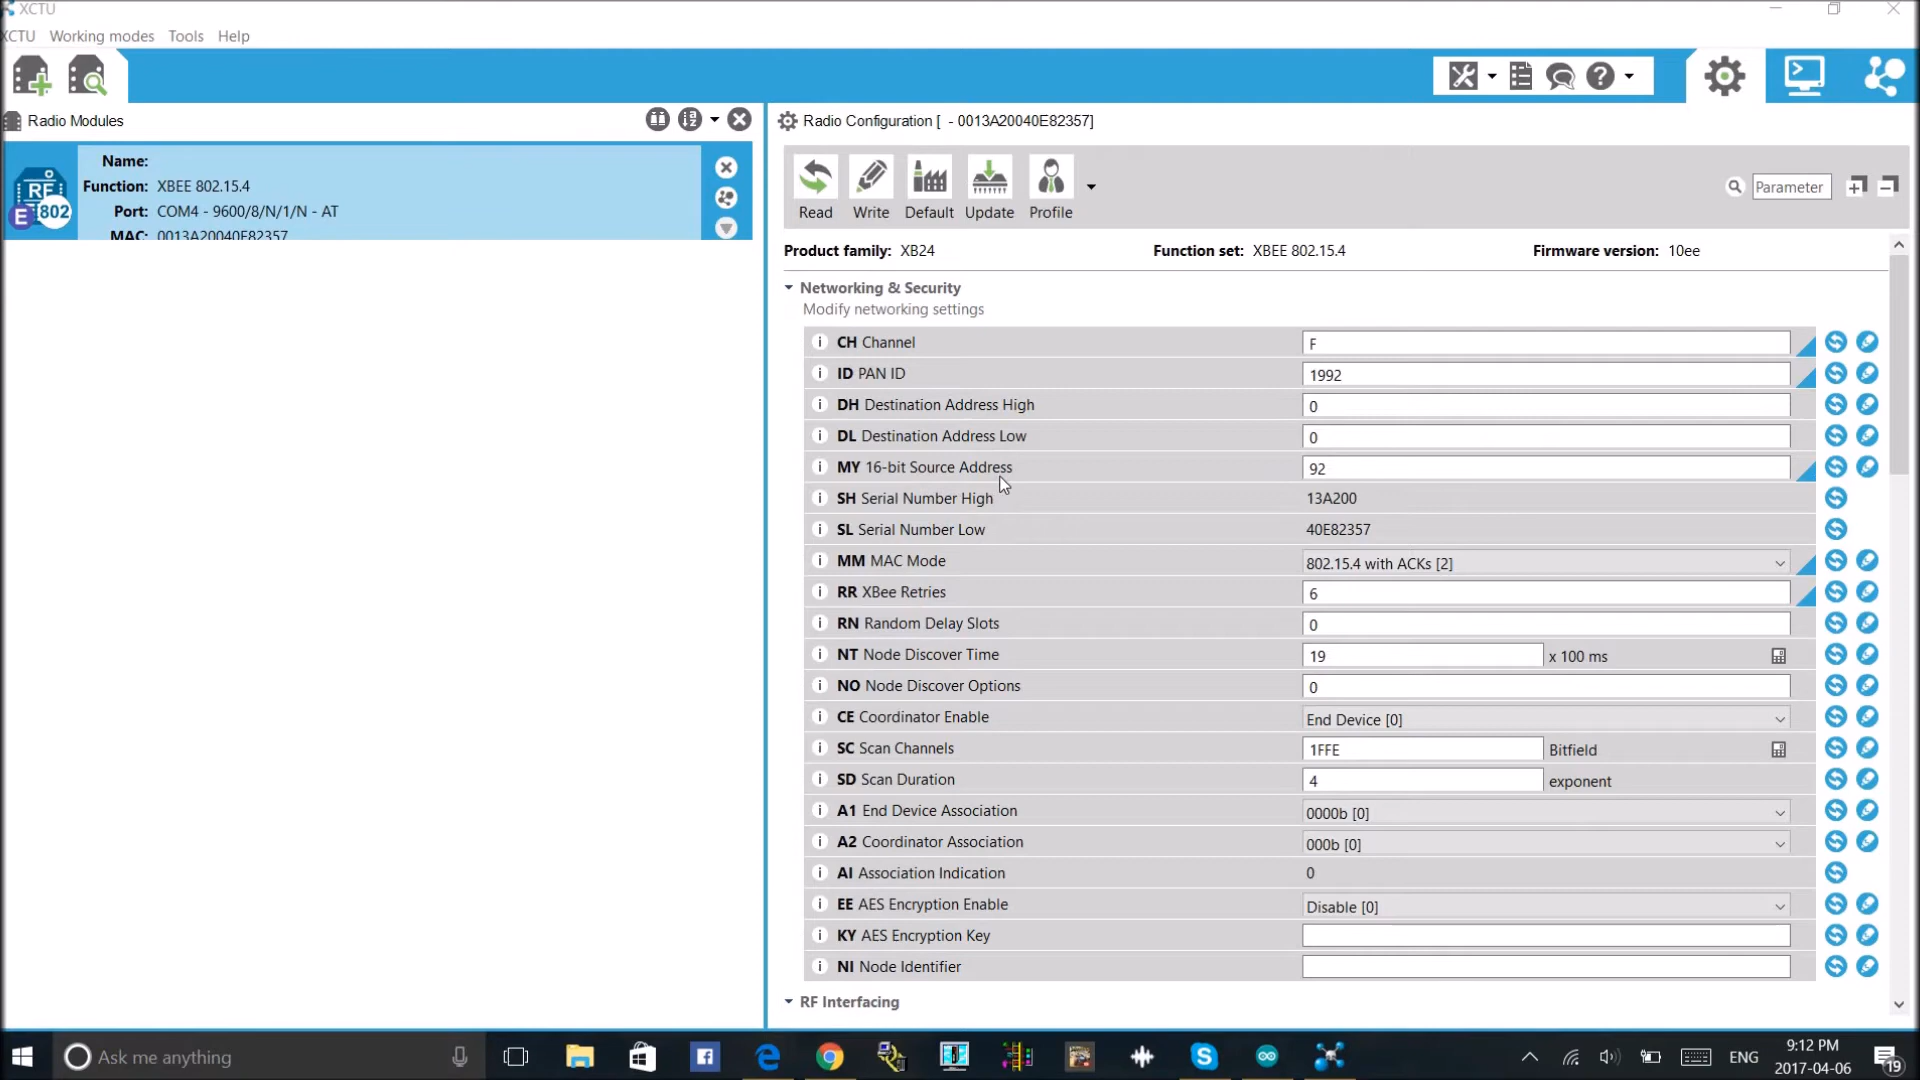 XCTU
XCTU Working modes Tools Help
Radio Modules
Name:
Function: XBEE 802.15.4
Port: COM4 - 9600/8/N/1/N - AT
MAC: 0013A20040E82357
RF
E 802
Radio Configuration [ - 0013A20040E82357]
Read Write Default Update Profile
Parameter
Product family: XB24 Function set: XBEE 802.15.4 Firmware version: 10ee
Networking & Security
Modify networking settings
i CH Channel F
i ID PAN ID 1992
i DH Destination Address High 0
i DL Destination Address Low 0
i MY 16-bit Source Address 92
i SH Serial Number High 13A200
i SL Serial Number Low 40E82357
i MM MAC Mode 802.15.4 with ACKs [2]
i RR XBee Retries 6
i RN Random Delay Slots 0
i NT Node Discover Time 19 x 100 ms
i NO Node Discover Options 0
i CE Coordinator Enable End Device [0]
i SC Scan Channels 1FFE Bitfield
i SD Scan Duration 4 exponent
i A1 End Device Association 0000b [0]
i A2 Coordinator Association 000b [0]
i AI Association Indication 0
i EE AES Encryption Enable Disable [0]
i KY AES Encryption Key
i NI Node Identifier
RF Interfacing
Ask me anything
ENG
9:12 PM
2017-04-06
19